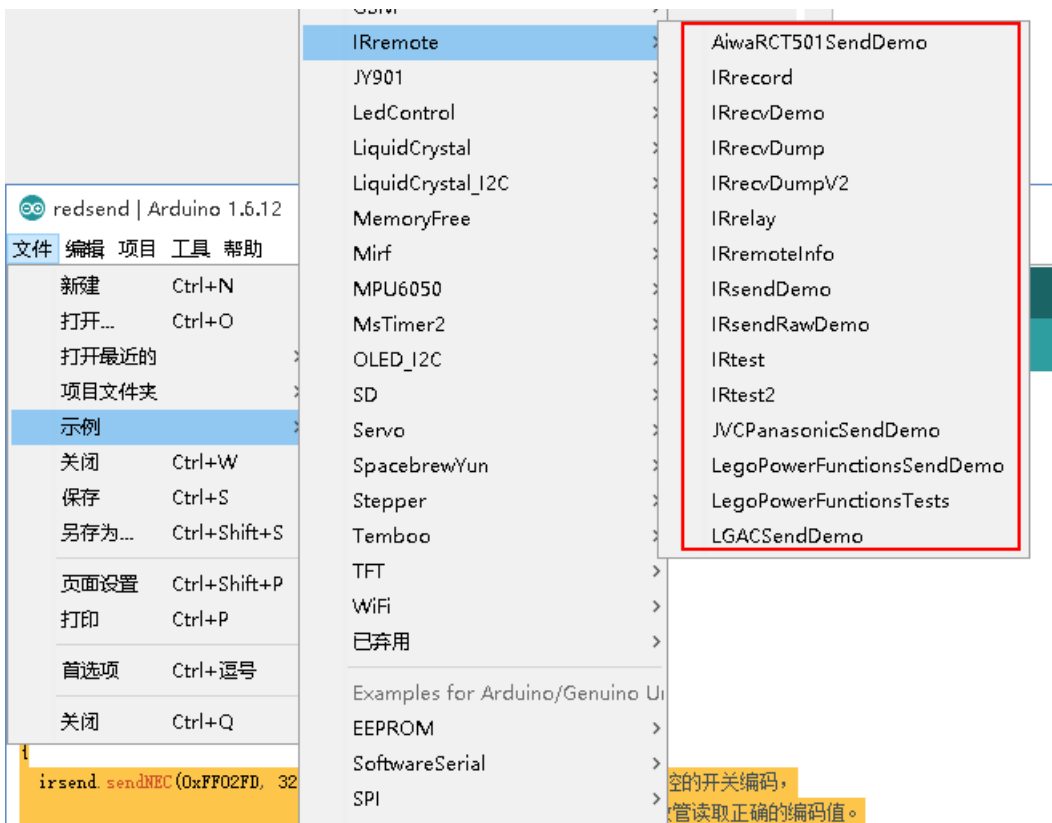 redsend | Arduino 1.6.12
文件 编辑 项目 工具 帮助
新建 Ctrl+N
打开... Ctrl+O
打开最近的
项目文件夹
示例
关闭 Ctrl+W
保存 Ctrl+S
另存为... Ctrl+Shift+S
页面设置 Ctrl+Shift+P
打印 Ctrl+P
首选项 Ctrl+逗号
关闭 Ctrl+Q
IRremote
JY901
LedControl
LiquidCrystal
LiquidCrystal_I2C
MemoryFree
Mirf
MPU6050
MsTimer2
OLED_I2C
SD
Servo
SpacebrewYun
Stepper
Temboo
TFT
WiFi
已弃用
Examples for Arduino/Genuino
EEPROM
SoftwareSerial
SPI
AiwaRCT501SendDemo
IRrecord
IRrecvDemo
IRrecvDump
IRrecvDumpV2
IRrelay
IRremoteInfo
IRsendDemo
IRsendRawDemo
IRtest
IRtest2
JVCPanasonicSendDemo
LegoPowerFunctionsSendDemo
LegoPowerFunctionsTests
LGACSendDemo
{
irsend.sendNEC(0xFF02FD, 32 控的开关编码，
管读取正确的编码值。